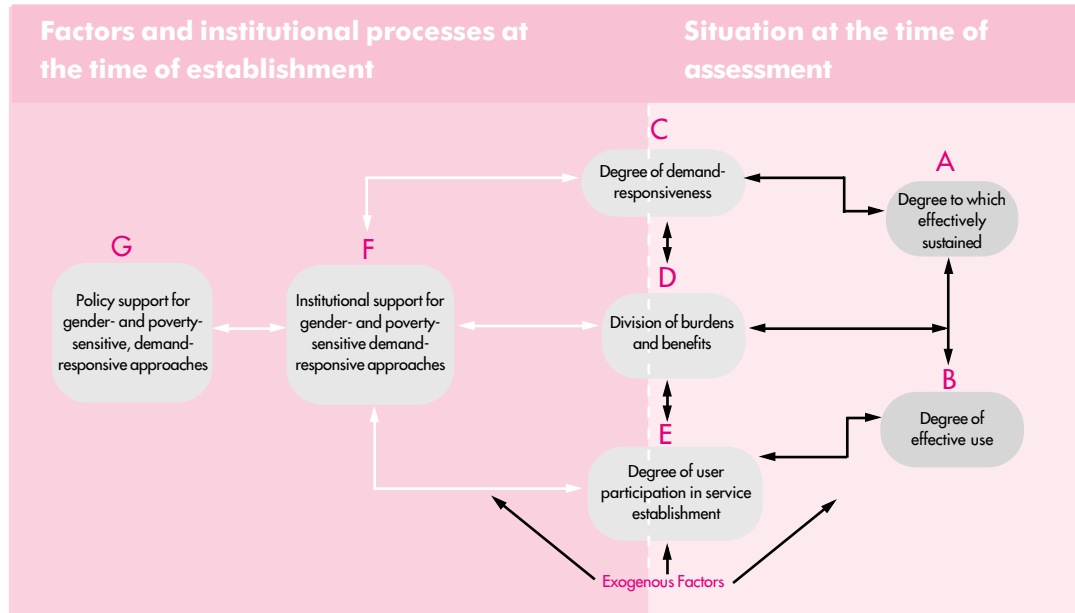 Factors and institutional processes at
the time of establishment
Situation at the time of
assessment
C
Degree of demand-
responsiveness
A
Degree to which
effectively
sustained
G
Policy support for
gender- and poverty-
sensitive, demand-
responsive approaches
F
Institutional support for
gender- and poverty-
sensitive demand-
responsive approaches
D
Division of burdens
and benefits
B
Degree of
effective use
E
Degree of user
participation in service
establishment
Exogenous Factors